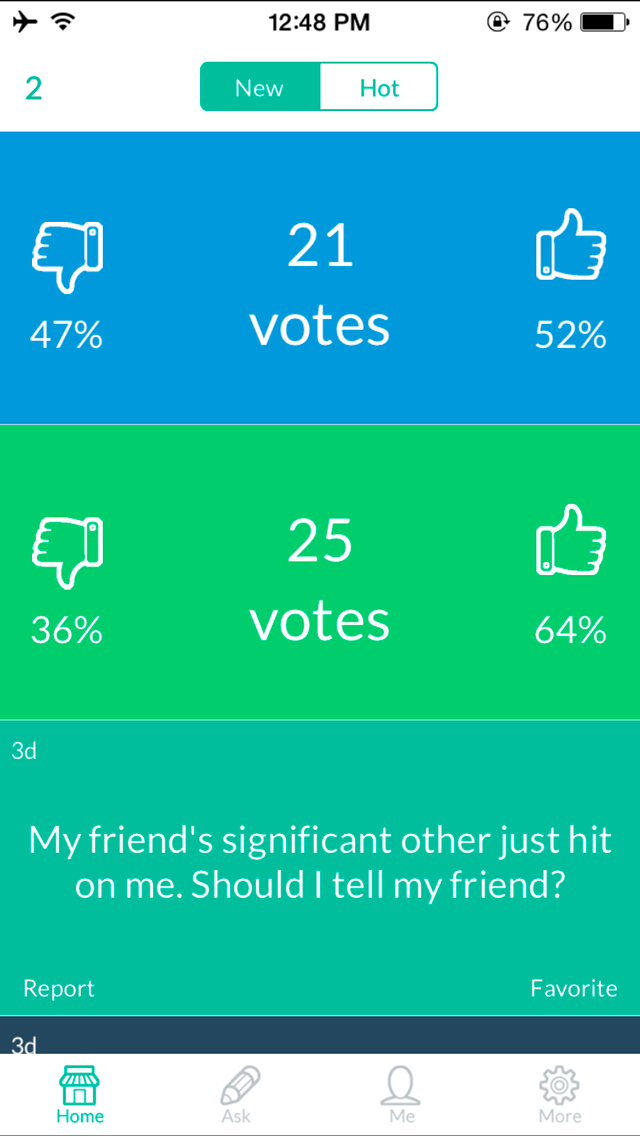 12:48 PM 76%
2 New Hot
21
votes
47% 52%
25
votes
36% 64%
3d
My friend's significant other just hit
on me. Should I tell my friend?
Report Favorite
3d
Home Ask Me More